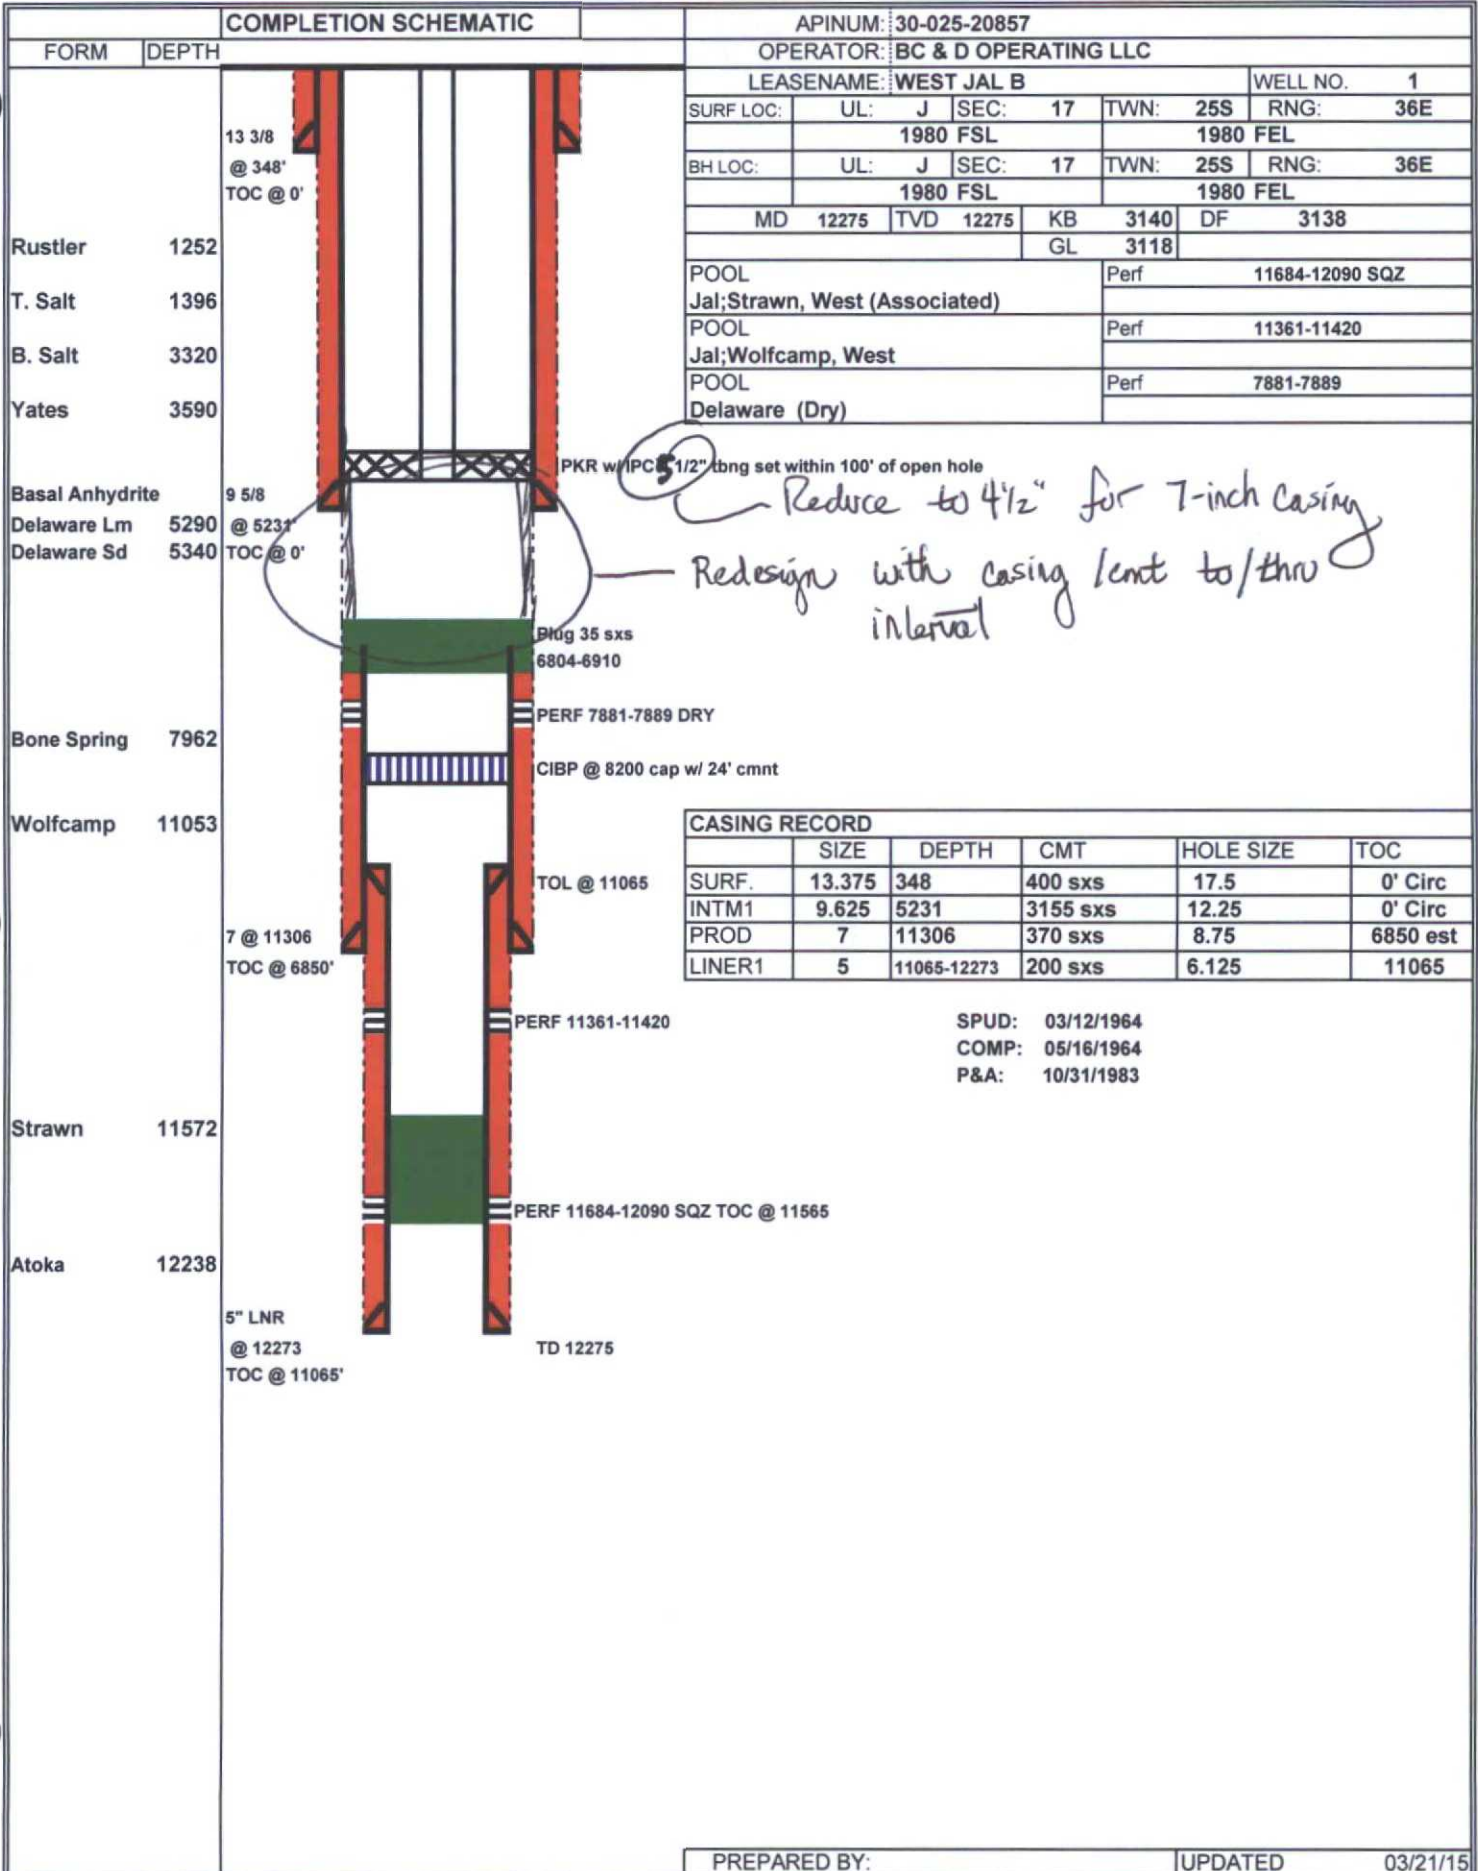 COMPLETION SCHEMATIC
FORM DEPTH
APINUM: 30-025-20857
OPERATOR: BC & D OPERATING LLC
LEASENAME: WEST JAL B WELL NO. 1
SURF LOC: UL: J SEC: 17 TWN: 25S RNG: 36E
1980 FSL 1980 FEL
BH LOC: UL: J SEC: 17 TWN: 25S RNG: 36E
1980 FSL 1980 FEL
MD 12275 TVD 12275 KB 3140 DF 3138
GL 3118
POOL Perf 11684-12090 SQZ
Jal;Strawn, West (Associated)
POOL Perf 11361-11420
Jal;Wolfcamp, West
POOL Perf 7881-7889
Delaware (Dry)
13 3/8
@ 348'
TOC @ 0'
Rustler 1252
T. Salt 1396
B. Salt 3320
Yates 3590
PKR w/ IPC 5 1/2" tbng set within 100' of open hole
Reduce to 4 1/2" for 7-inch casing
Basal Anhydrite 9 5/8
Delaware Lm 5290 @ 5231'
Delaware Sd 5340 TOC @ 0'
Redesign with casing /cmt to/thru
interval
Plug 35 sxs
6804-6910
PERF 7881-7889 DRY
Bone Spring 7962
CIBP @ 8200 cap w/ 24' cmnt
Wolfcamp 11053
CASING RECORD
SIZE DEPTH CMT HOLE SIZE TOC
SURF. 13.375 348 400 sxs 17.5 0' Circ
INTM1 9.625 5231 3155 sxs 12.25 0' Circ
PROD 7 11306 370 sxs 8.75 6850 est
LINER1 5 11065-12273 200 sxs 6.125 11065
TOL @ 11065
7 @ 11306
TOC @ 6850'
PERF 11361-11420
SPUD: 03/12/1964
COMP: 05/16/1964
P&A: 10/31/1983
Strawn 11572
PERF 11684-12090 SQZ TOC @ 11565
Atoka 12238
5" LNR
@ 12273
TOC @ 11065'
TD 12275
PREPARED BY: UPDATED 03/21/15